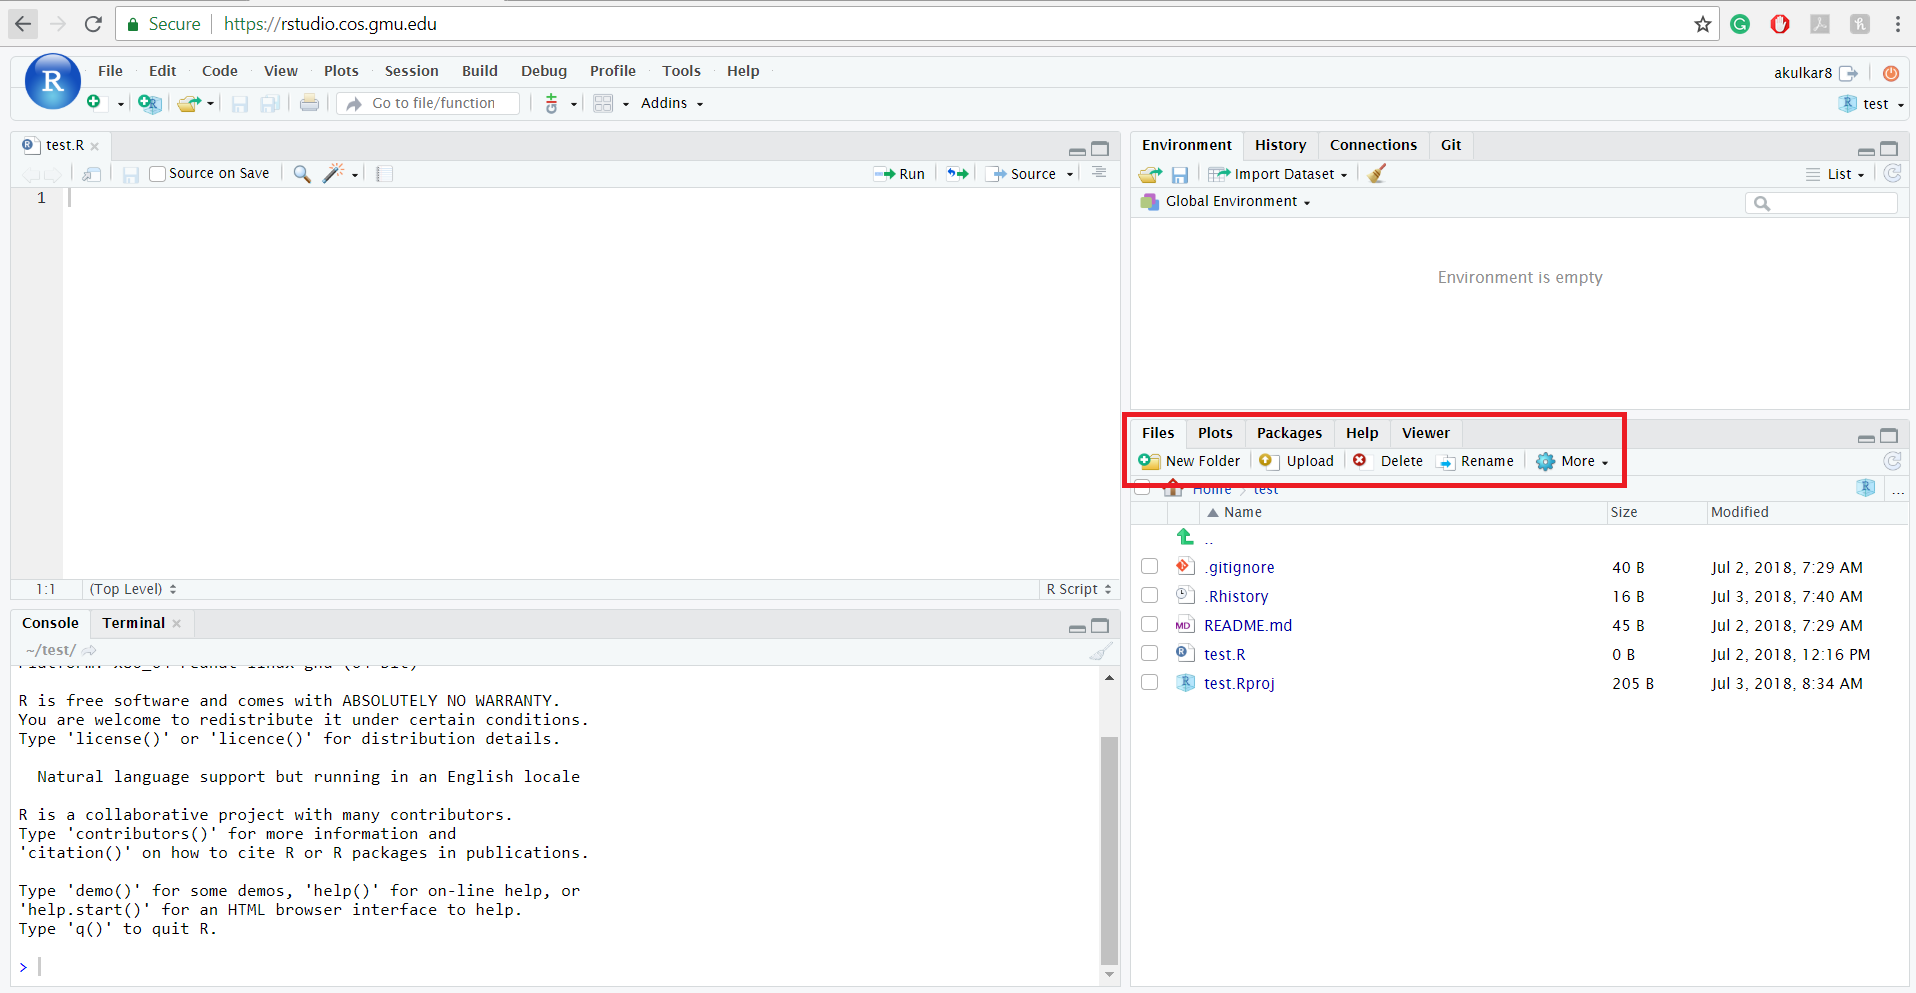 Secure https://rstudio.cos.gmu.edu
R File Edit Code View Plots Session Build Debug Profile Tools Help akulkar8
Go to file/function Addins test
test.R
Source on Save Run Source
1
1:1 (Top Level) R Script
Console Terminal
~/test/
R is free software and comes with ABSOLUTELY NO WARRANTY.
You are welcome to redistribute it under certain conditions.
Type 'license()' or 'licence()' for distribution details.
Natural language support but running in an English locale
R is a collaborative project with many contributors.
Type 'contributors()' for more information and
'citation()' on how to cite R or R packages in publications.
Type 'demo()' for some demos, 'help()' for on-line help, or
'help.start()' for an HTML browser interface to help.
Type 'q()' to quit R.
>
Environment History Connections Git
Import Dataset List
Global Environment
Environment is empty
Files Plots Packages Help Viewer
New Folder Upload Delete Rename More
Home test ...
Name Size Modified
..
.gitignore 40 B Jul 2, 2018, 7:29 AM
.Rhistory 16 B Jul 3, 2018, 7:40 AM
MD README.md 45 B Jul 2, 2018, 7:29 AM
test.R 0 B Jul 2, 2018, 12:16 PM
test.Rproj 205 B Jul 3, 2018, 8:34 AM